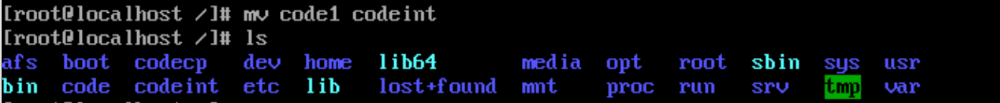 [root@localhost /]# mv code1 codeint
[root@localhost /]# ls
afs boot codecp dev home lib64 media opt root sbin sys usr
bin code codeint etc lib lost+found mnt proc run srv tmp var